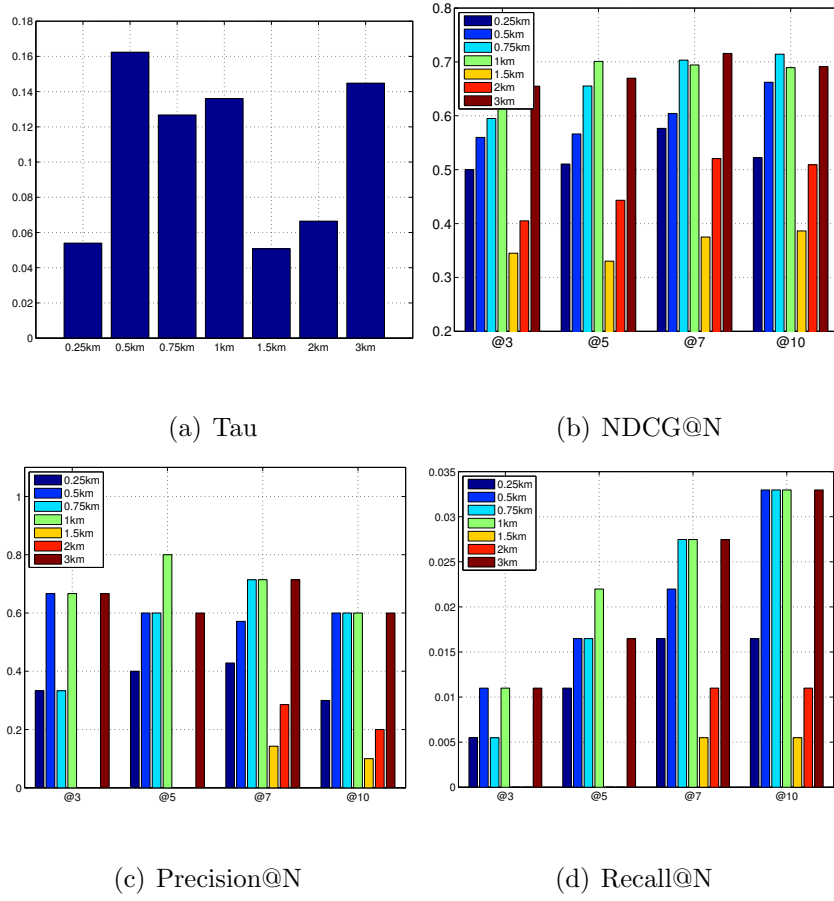 0.18
0.16
0.14
0.12
0.1
0.08
0.06
0.04
0.02
0
0.25km 0.5km 0.75km 1km 1.5km 2km 3km
(a) Tau
0.8
0.7
0.6
0.5
0.4
0.3
0.2
0.25km
0.5km
0.75km
1km
1.5km
2km
3km
@3 @5 @7 @10
(b) NDCG@N
1
0.8
0.6
0.4
0.2
0
0.25km
0.5km
0.75km
1km
1.5km
2km
3km
@3 @5 @7 @10
(c) Precision@N
0.035
0.03
0.025
0.02
0.015
0.01
0.005
0
0.25km
0.5km
0.75km
1km
1.5km
2km
3km
@3 @5 @7 @10
(d) Recall@N